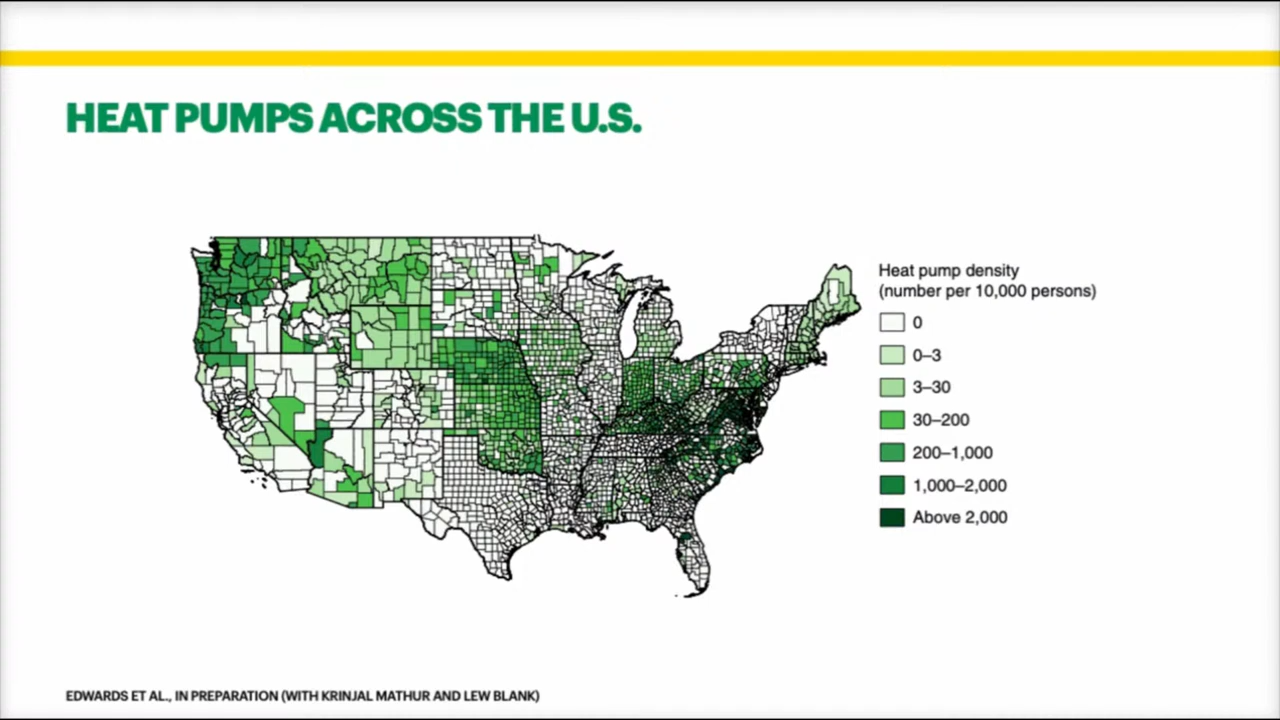 HEAT PUMPS ACROSS THE U.S.
Heat pump density
(number per 10,000 persons)
0
0–3
3–30
30–200
200–1,000
1,000–2,000
Above 2,000
EDWARDS ET AL., IN PREPARATION (WITH KRINJAL MATHUR AND LEW BLANK)